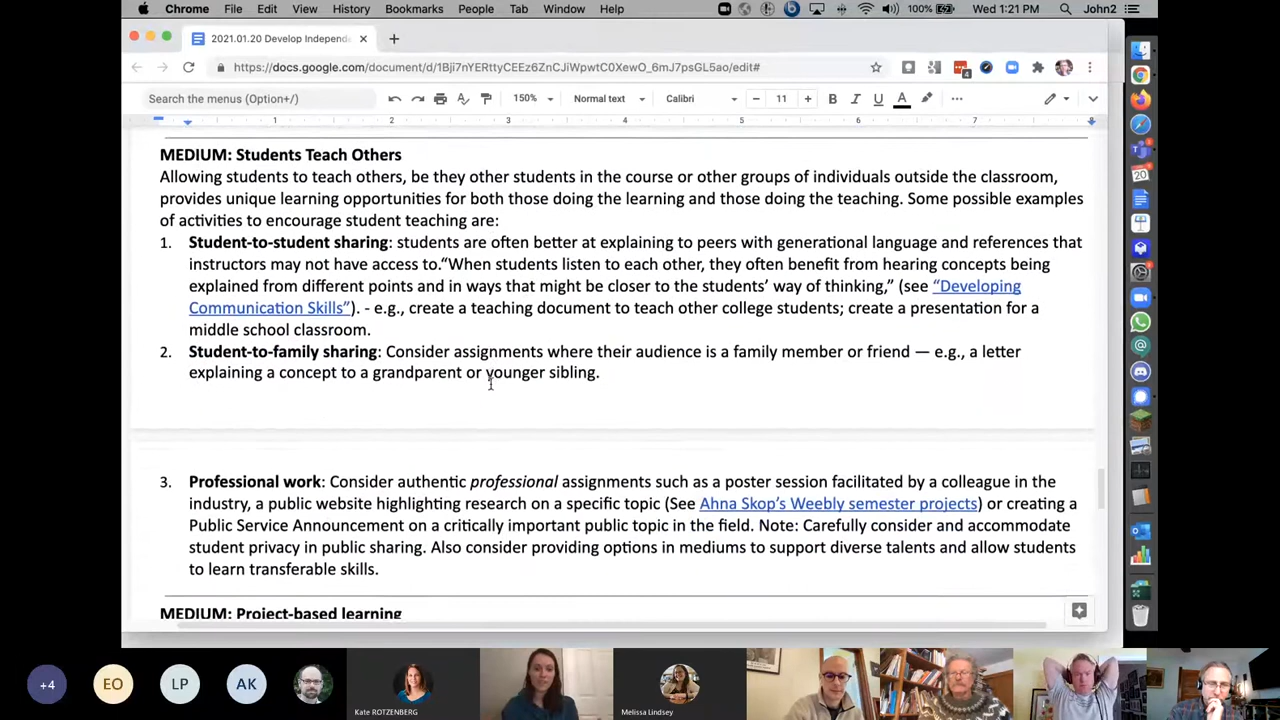 Chrome File Edit View History Bookmarks People Tab Window Help 100% Wed 1:21 PM John2
2021.01.20 Develop Independ
docs.google.com/document/d/
Search the menus (Option+/) 150% Normal text Calibri 11
1 2 3 4 5 6 7
MEDIUM: Students Teach Others
Allowing students to teach others, be they other students in the course or other groups of individuals outside the classroom,
provides unique learning opportunities for both those doing the learning and those doing the teaching. Some possible examples
of activities to encourage student teaching are:
1. Student-to-student sharing: students are often better at explaining to peers with generational language and references that
instructors may not have access to.“When students listen to each other, they often benefit from hearing concepts being
explained from different points and in ways that might be closer to the students’ way of thinking,” (see “Developing
Communication Skills”). - e.g., create a teaching document to teach other college students; create a presentation for a
middle school classroom.
2. Student-to-family sharing: Consider assignments where their audience is a family member or friend — e.g., a letter
explaining a concept to a grandparent or younger sibling.
3. Professional work: Consider authentic professional assignments such as a poster session facilitated by a colleague in the
industry, a public website highlighting research on a specific topic (See Ahna Skop’s Weebly semester projects) or creating a
Public Service Announcement on a critically important public topic in the field. Note: Carefully consider and accommodate
student privacy in public sharing. Also consider providing options in mediums to support diverse talents and allow students
to learn transferable skills.
MEDIUM: Project-based learning
+4 EO LP AK
Kate ROTZENBERG
Melissa Lindsey